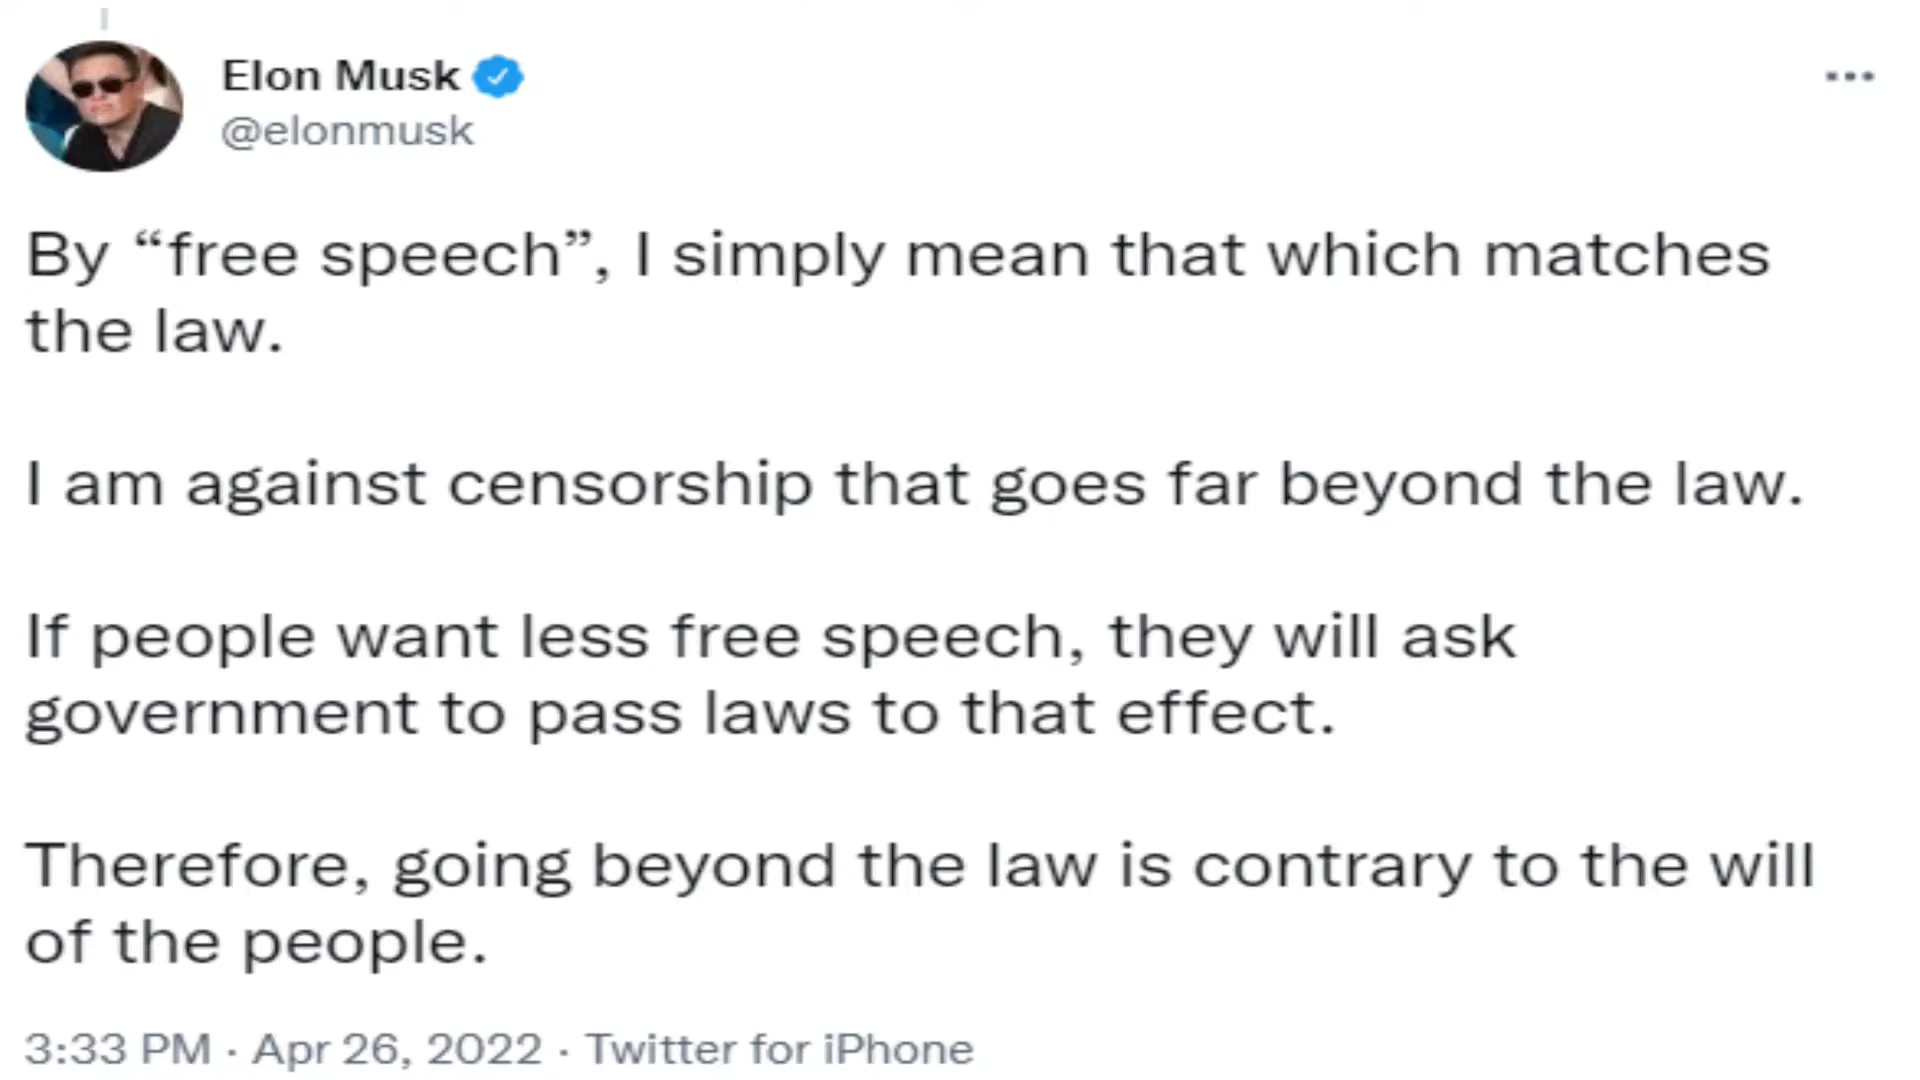 Elon Musk
@elonmusk
By “free speech”, I simply mean that which matches
the law.
I am against censorship that goes far beyond the law.
If people want less free speech, they will ask
government to pass laws to that effect.
Therefore, going beyond the law is contrary to the will
of the people.
3:33 PM · Apr 26, 2022 · Twitter for iPhone